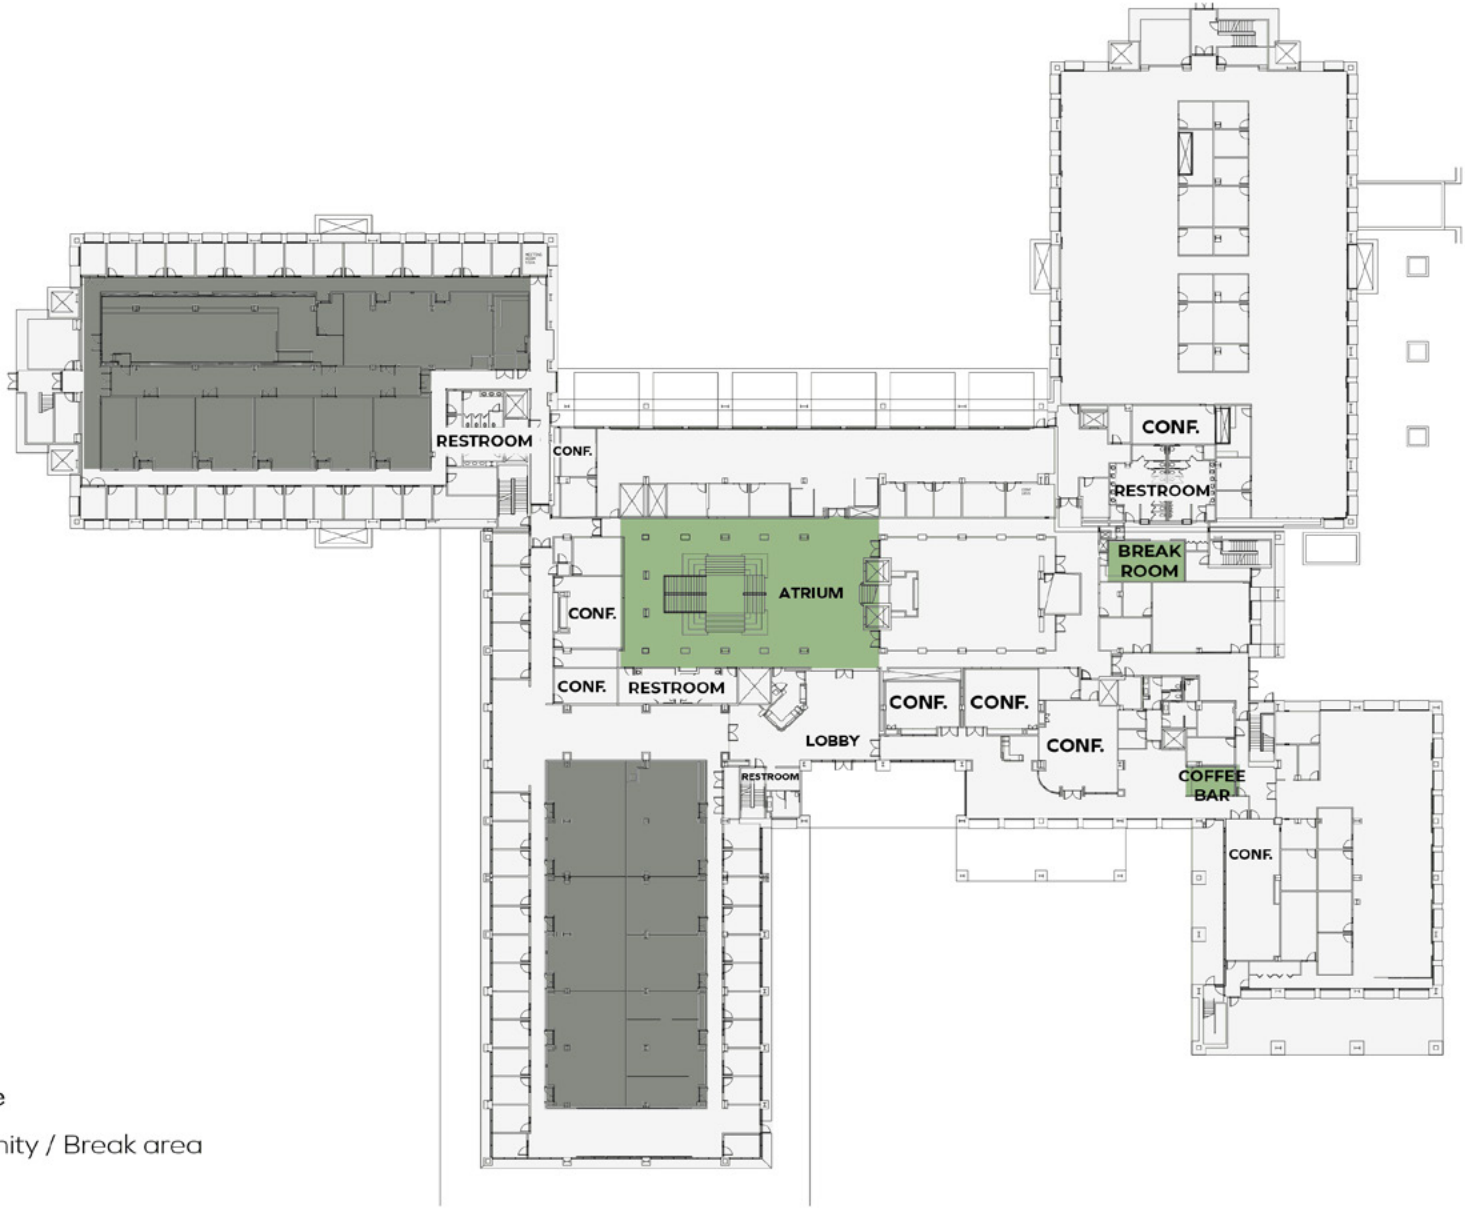 CONF.
RESTROOM
CONF.
RESTROOM
BREAK
ROOM
ATRIUM
CONF.
CONF.
RESTROOM
CONF.
CONF.
LOBBY
CONF.
RESTROOM
COFFEE
BAR
CONF.
e
nity / Break area